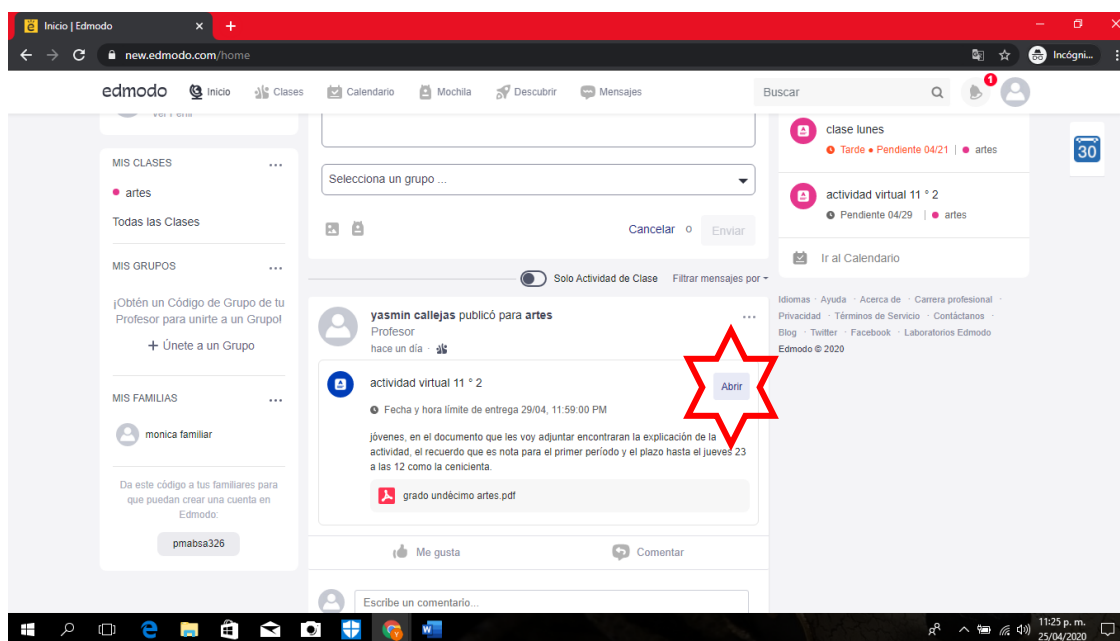 Inicio | Edmodo
new.edmodo.com/home
Incógni...
edmodo Inicio Clases Calendario Mochila Descubrir Mensajes Buscar 1
MIS CLASES
artes
Todas las Clases
MIS GRUPOS
¡Obtén un Código de Grupo de tu
Profesor para unirte a un Grupo!
+ Únete a un Grupo
MIS FAMILIAS
monica familiar
Da este código a tus familiares para
que puedan crear una cuenta en
Edmodo:
pmabsa326
Selecciona un grupo ...
Cancelar o Enviar
Solo Actividad de Clase Filtrar mensajes por
yasmin callejas publicó para artes
Profesor
hace un día
actividad virtual 11 ° 2
Abrir
Fecha y hora límite de entrega 29/04, 11:59:00 PM
jóvenes, en el documento que les voy adjuntar encontraran la explicación de la
actividad, el recuerdo que es nota para el primer período y el plazo hasta el jueves 23
a las 12 como la cenicienta.
grado undécimo artes.pdf
Me gusta Comentar
Escribe un comentario...
clase lunes
Tarde • Pendiente 04/21 | artes
actividad virtual 11 ° 2
Pendiente 04/29 | artes
Ir al Calendario
Idiomas · Ayuda · Acerca de · Carrera profesional ·
Privacidad · Términos de Servicio · Contáctanos ·
Blog · Twitter · Facebook · Laboratorios Edmodo
Edmodo © 2020
30
11:25 p. m.
25/04/2020